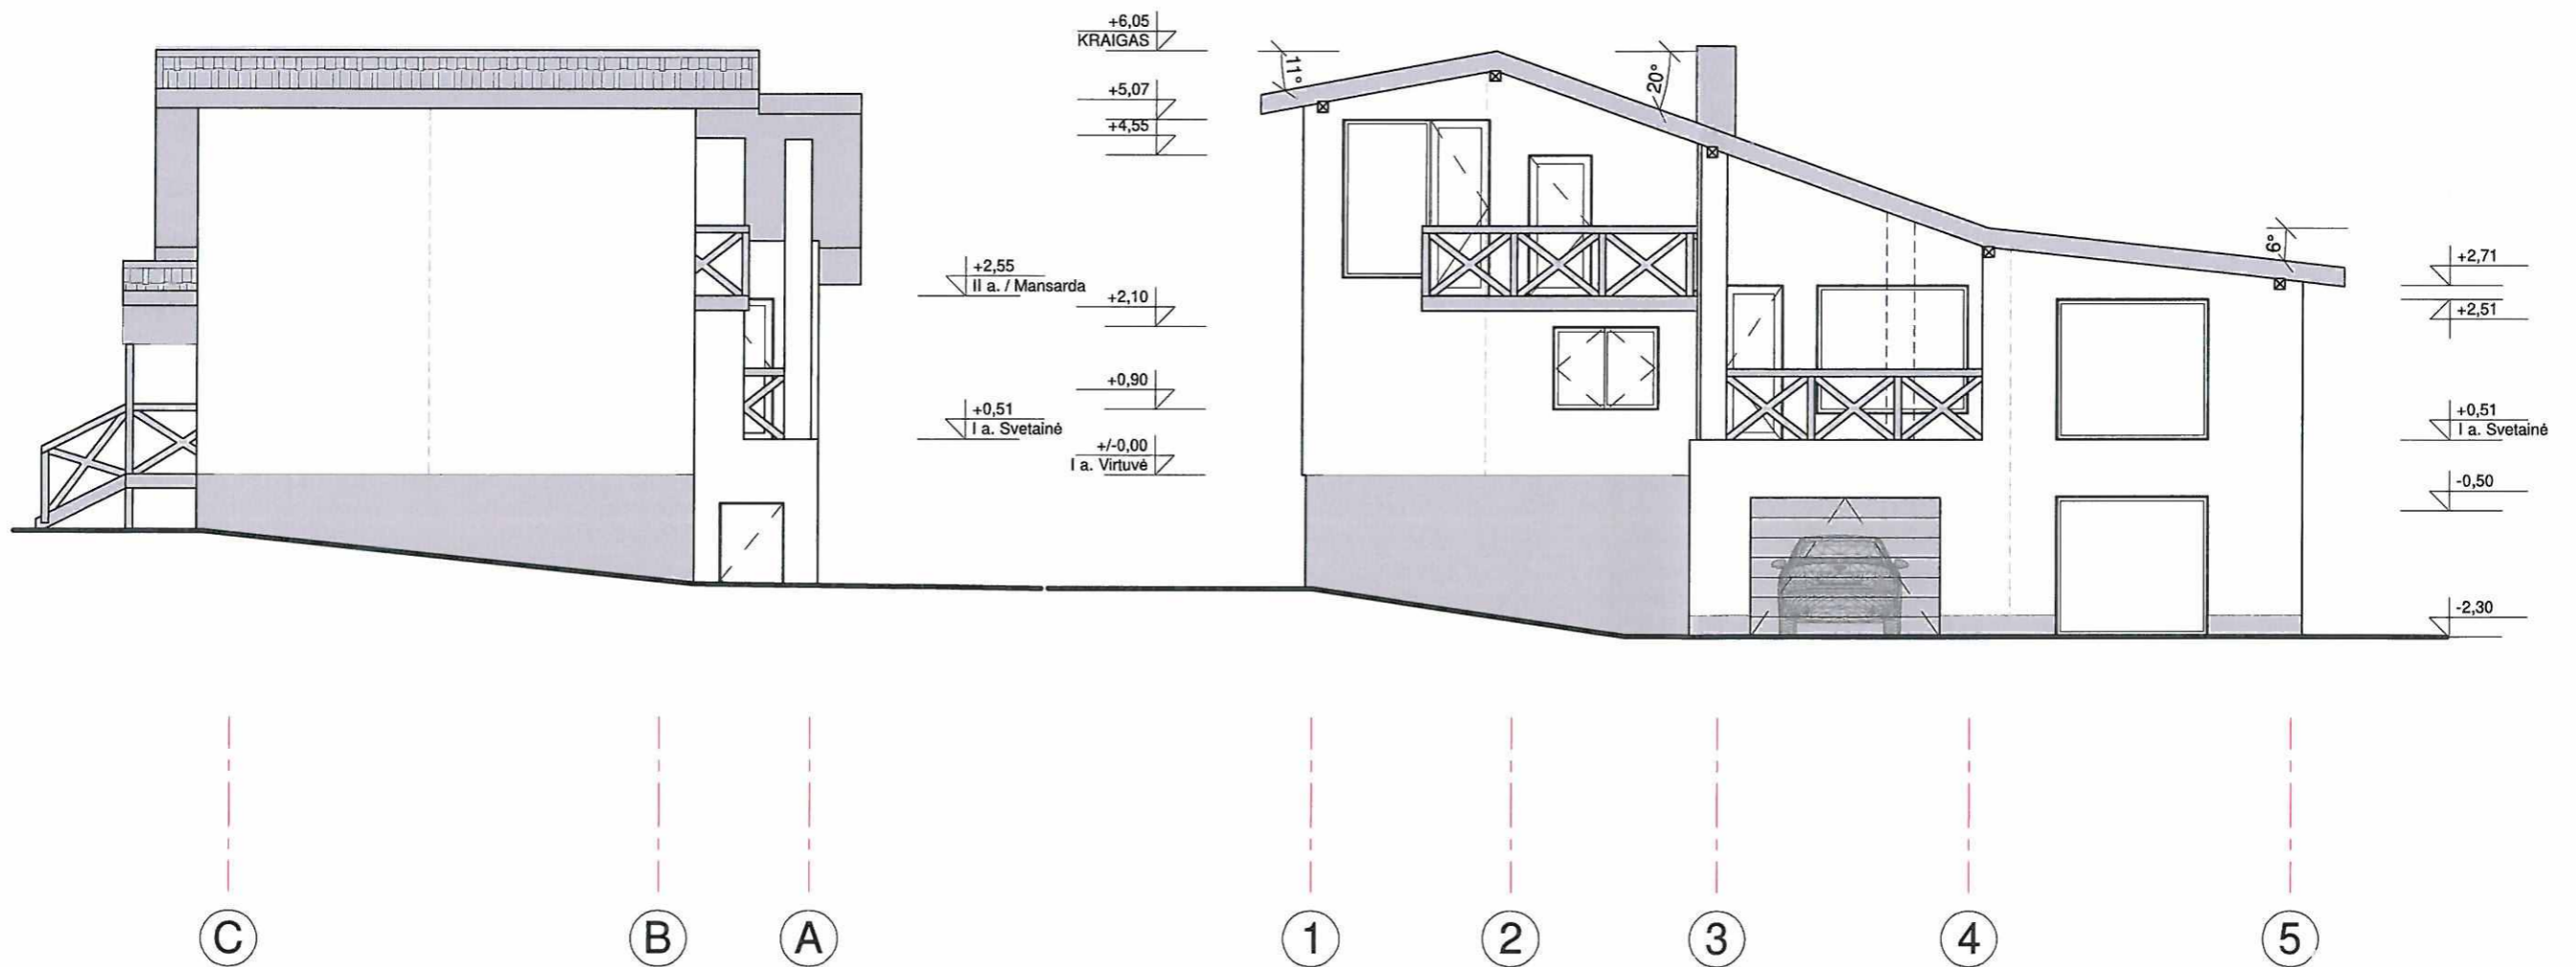 +6,05
KRAIGAS
+5,07
+4,55
11°
20°
6°
+2,55
II a. / Mansarda
+2,10
+0,90
+0,51
I a. Svetainė
+/-0,00
I a. Virtuvė
+2,71
+2,51
+0,51
I a. Svetainė
-0,50
-2,30
C
B
A
1
2
3
4
5